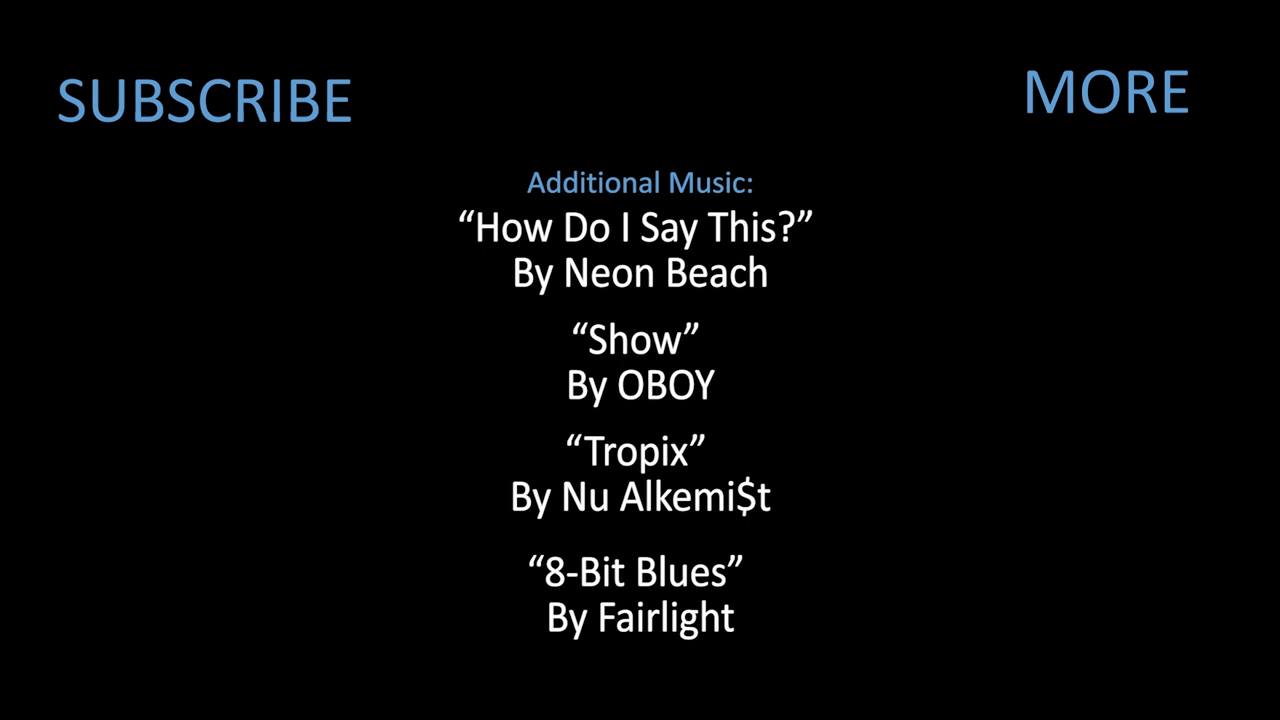 SUBSCRIBE
MORE
Additional Music:
“How Do I Say This?”
By Neon Beach
“Show”
By OBOY
“Tropix”
By Nu Alkemi$t
“8-Bit Blues”
By Fairlight